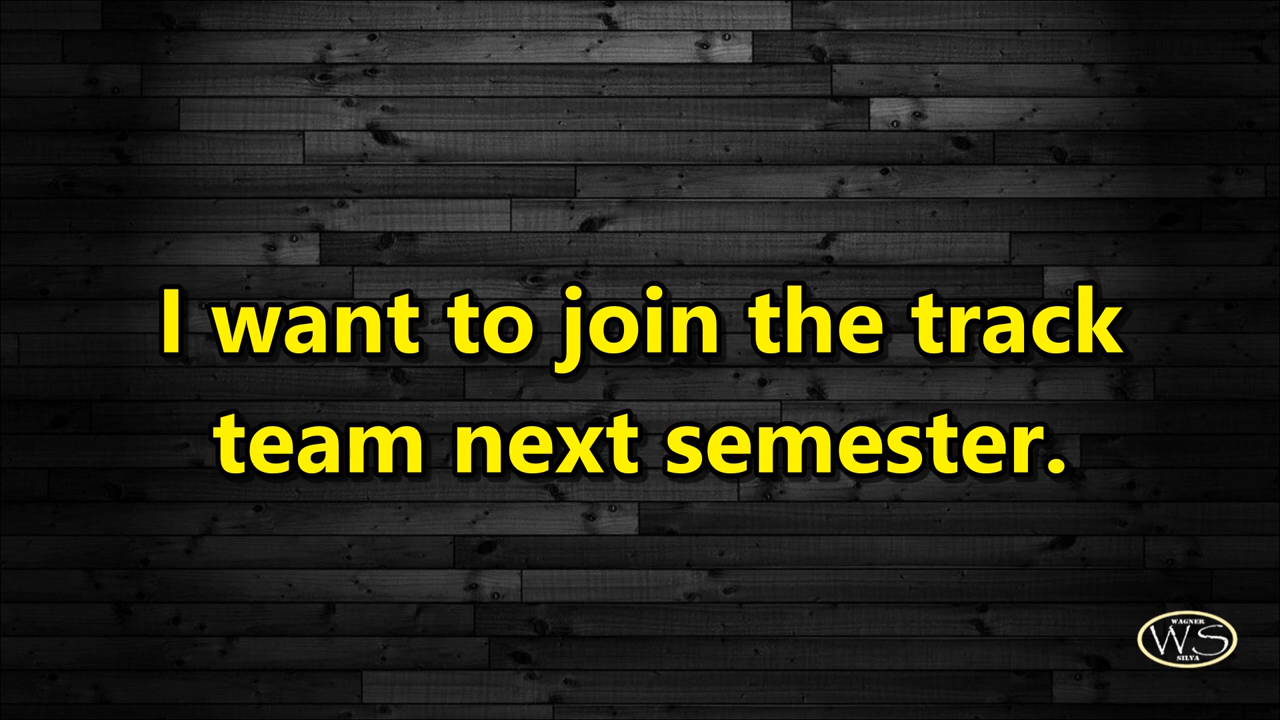 I want to join the track
team next semester.
WAGNER
WS
SILVA